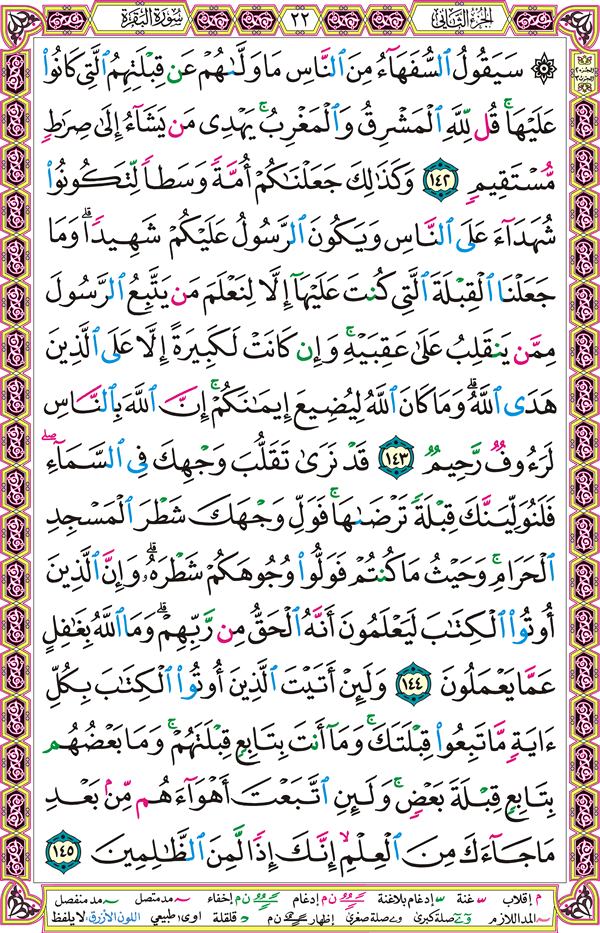 الجزء الثاني ٢٢ سورة البقرة
سَيَقُولُ ٱلسُّفَهَآءُ مِنَ ٱلنَّاسِ مَا وَلَّىٰهُمْ عَن قِبْلَتِهِمُ ٱلَّتِى كَانُوا۟
عَلَيْهَا ۚ قُل لِّلَّهِ ٱلْمَشْرِقُ وَٱلْمَغْرِبُ ۚ يَهْدِى مَن يَشَآءُ إِلَىٰ صِرَٰطٍ
مُّسْتَقِيمٍ ١٤٢ وَكَذَٰلِكَ جَعَلْنَٰكُمْ أُمَّةً وَسَطًا لِّتَكُونُوا۟
شُهَدَآءَ عَلَى ٱلنَّاسِ وَيَكُونَ ٱلرَّسُولُ عَلَيْكُمْ شَهِيدًا ۗ وَمَا
جَعَلْنَا ٱلْقِبْلَةَ ٱلَّتِى كُنتَ عَلَيْهَآ إِلَّا لِنَعْلَمَ مَن يَتَّبِعُ ٱلرَّسُولَ
مِمَّن يَنقَلِبُ عَلَىٰ عَقِبَيْهِ ۚ وَإِن كَانَتْ لَكَبِيرَةً إِلَّا عَلَى ٱلَّذِينَ
هَدَى ٱللَّهُ ۗ وَمَا كَانَ ٱللَّهُ لِيُضِيعَ إِيمَٰنَكُمْ ۚ إِنَّ ٱللَّهَ بِٱلنَّاسِ
لَرَءُوفٌ رَّحِيمٌ ١٤٣ قَدْ نَرَىٰ تَقَلُّبَ وَجْهِكَ فِى ٱلسَّمَآءِ ۖ
فَلَنُوَلِّيَنَّكَ قِبْلَةً تَرْضَىٰهَا ۚ فَوَلِّ وَجْهَكَ شَطْرَ ٱلْمَسْجِدِ
ٱلْحَرَامِ ۚ وَحَيْثُ مَا كُنتُمْ فَوَلُّوا۟ وُجُوهَكُمْ شَطْرَهُۥ ۗ وَإِنَّ ٱلَّذِينَ
أُوتُوا۟ ٱلْكِتَٰبَ لَيَعْلَمُونَ أَنَّهُ ٱلْحَقُّ مِن رَّبِّهِمْ ۗ وَمَا ٱللَّهُ بِغَٰفِلٍ
عَمَّا يَعْمَلُونَ ١٤٤ وَلَئِنْ أَتَيْتَ ٱلَّذِينَ أُوتُوا۟ ٱلْكِتَٰبَ بِكُلِّ
ءَايَةٍ مَّا تَبِعُوا۟ قِبْلَتَكَ ۚ وَمَآ أَنتَ بِتَابِعٍ قِبْلَتَهُمْ ۚ وَمَا بَعْضُهُم
بِتَابِعٍ قِبْلَةَ بَعْضٍ ۚ وَلَئِنِ ٱتَّبَعْتَ أَهْوَآءَهُم مِّنۢ بَعْدِ
مَا جَآءَكَ مِنَ ٱلْعِلْمِ ۙ إِنَّكَ إِذًا لَّمِنَ ٱلظَّٰلِمِينَ ١٤٥
م إقلاب غنة إدغام بلاغنة ن م إدغام ن م إخفاء مد متصل مد منفصل
المد اللازم صلة كبرى صلة صغرى إظهار ن م قلقلة اوى طبيعي اللون الأزرق: لا يلفظ